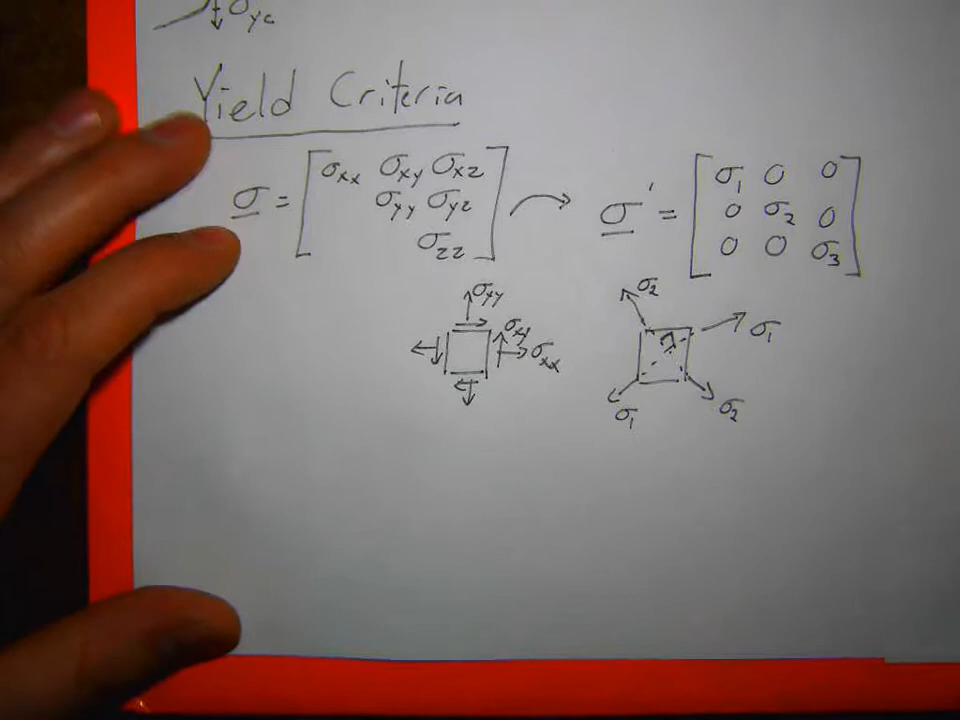 σyc
Yield Criteria
σ = [ σxx σxy σxz
σyy σyz
σzz ]
σ' = [ σ1 0 0
0 σ2 0
0 0 σ3 ]
σyy
σxy
σxx
σ2
σ1
σ1
σ2